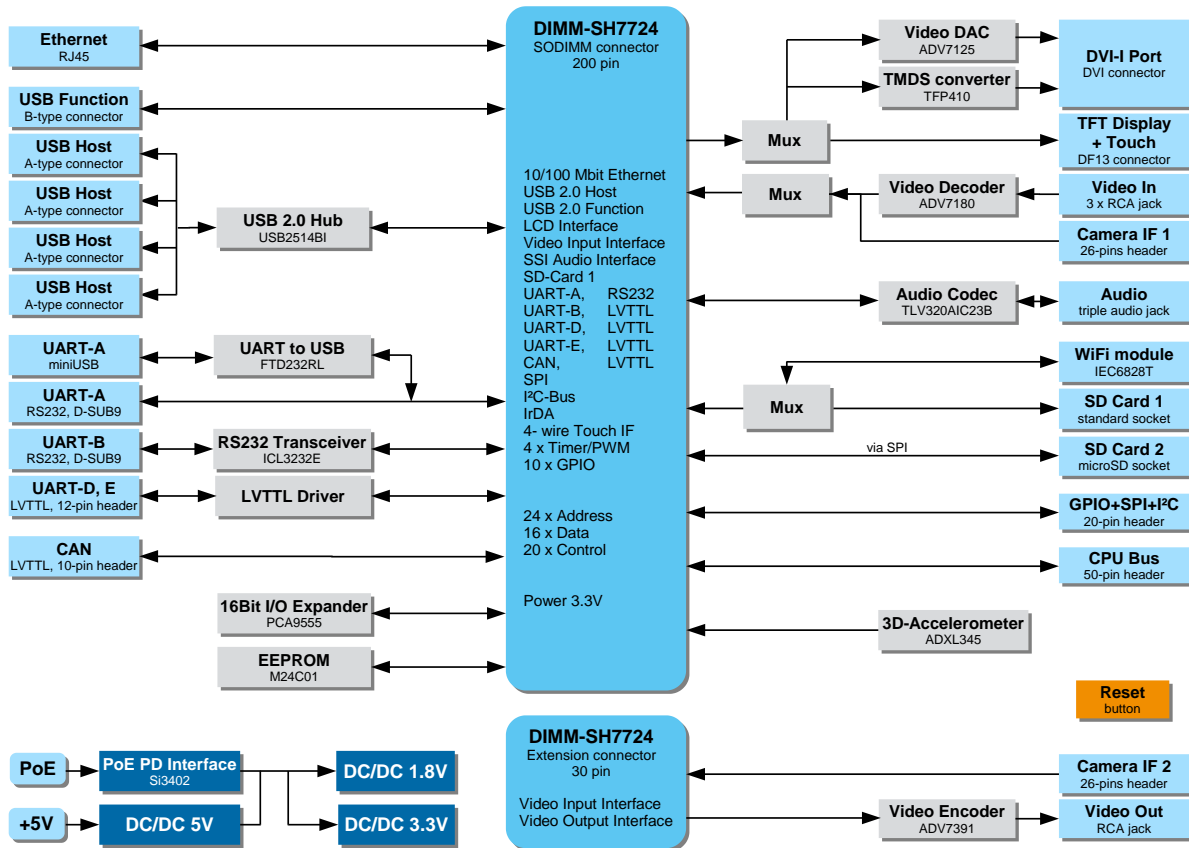 Ethernet
RJ45
USB Function
B-type connector
USB Host
A-type connector
USB Host
A-type connector
USB Host
A-type connector
USB Host
A-type connector
USB 2.0 Hub
USB2514BI
UART-A
miniUSB
UART to USB
FTD232RL
UART-A
RS232, D-SUB9
UART-B
RS232, D-SUB9
RS232 Transceiver
ICL3232E
UART-D, E
LVTTL, 12-pin header
LVTTL Driver
CAN
LVTTL, 10-pin header
16Bit I/O Expander
PCA9555
EEPROM
M24C01
DIMM-SH7724
SODIMM connector
200 pin
10/100 Mbit Ethernet
USB 2.0 Host
USB 2.0 Function
LCD Interface
Video Input Interface
SSI Audio Interface
SD-Card 1
UART-A, RS232
UART-B, LVTTL
UART-D, LVTTL
UART-E, LVTTL
CAN, LVTTL
SPI
I²C-Bus
IrDA
4- wire Touch IF
4 x Timer/PWM
10 x GPIO
24 x Address
16 x Data
20 x Control
Power 3.3V
Video DAC
ADV7125
TMDS converter
TFP410
DVI-I Port
DVI connector
Mux
TFT Display
+ Touch
DF13 connector
Mux
Video Decoder
ADV7180
Video In
3 x RCA jack
Camera IF 1
26-pins header
Audio Codec
TLV320AIC23B
Audio
triple audio jack
WiFi module
IEC6828T
Mux
SD Card 1
standard socket
via SPI
SD Card 2
microSD socket
GPIO+SPI+I²C
20-pin header
CPU Bus
50-pin header
3D-Accelerometer
ADXL345
Reset
button
PoE
PoE PD Interface
Si3402
DC/DC 1.8V
+5V
DC/DC 5V
DC/DC 3.3V
DIMM-SH7724
Extension connector
30 pin
Video Input Interface
Video Output Interface
Camera IF 2
26-pins header
Video Encoder
ADV7391
Video Out
RCA jack